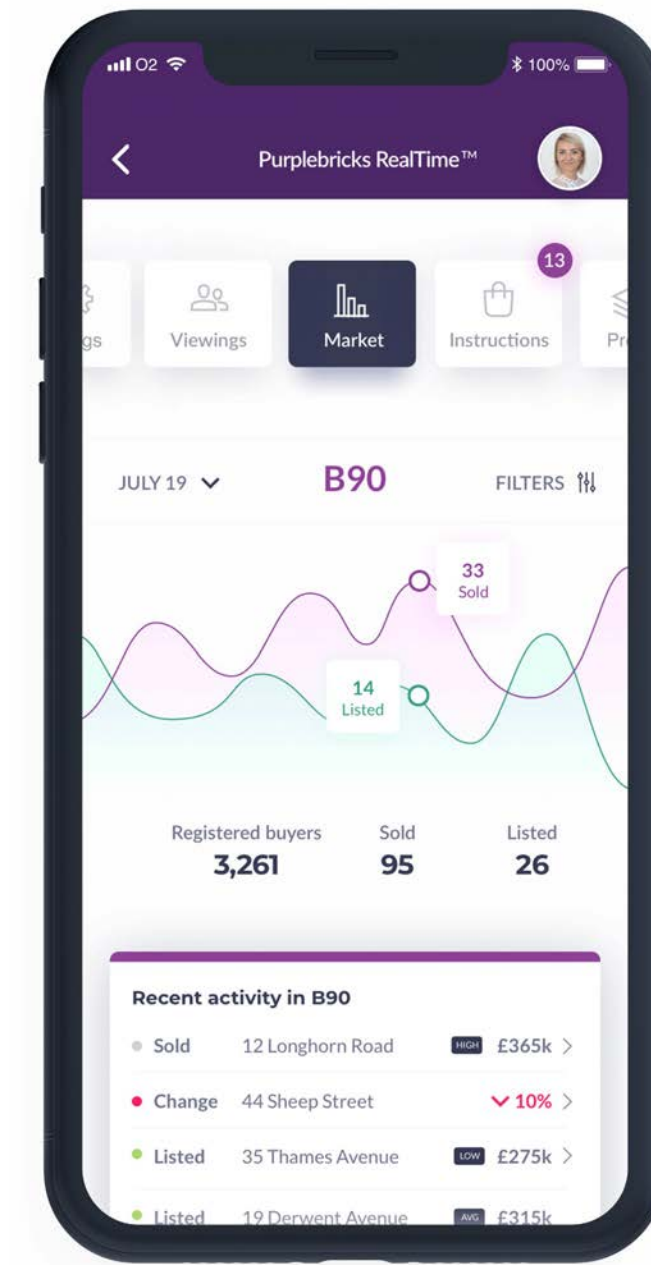 O2 100%
Purplebricks RealTime™
13
gs Viewings Market Instructions Pr
JULY 19 B90 FILTERS
33
Sold
14
Listed
Registered buyers Sold Listed
3,261 95 26
Recent activity in B90
Sold 12 Longhorn Road HIGH £365k
Change 44 Sheep Street 10%
Listed 35 Thames Avenue LOW £275k
Listed 19 Derwent Avenue AVG £315k